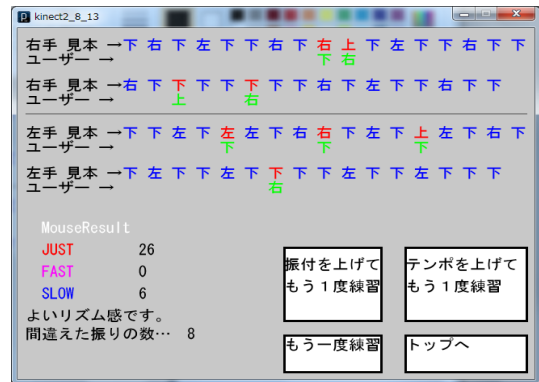 kinect2_8_13
右手 見本 →下 右 下 左 下 下 右 下 右 上 下 左 下 下 右 下 下
ユーザー → 下 右
右手 見本 →右 下 下 下 下 下 下 下 右 下 左 下 下 右 下 下
ユーザー → 上 右
左手 見本 →下 下 左 下 左 左 下 右 右 下 左 下 上 左 下 右 下
ユーザー → 下 下 下
左手 見本 →下 左 下 下 左 下 下 下 下 左 下 下 左 下 下 下
ユーザー → 右
MouseResult
JUST 26
FAST 0
SLOW 6
よいリズム感です。
間違えた振りの数… 8
振付を上げて
もう１度練習
テンポを上げて
もう１度練習
もう一度練習
トップへ